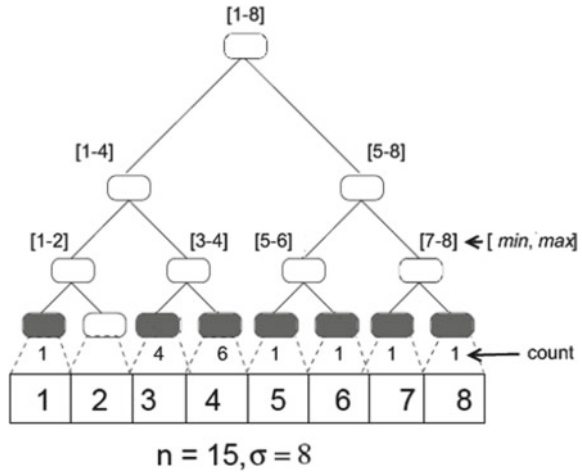 [1-8]
[1-4] [5-8]
[1-2] [3-4] [5-6] [7-8] [ min, max]
1 4 6 1 1 1 1 count
1 2 3 4 5 6 7 8
n = 15, σ = 8